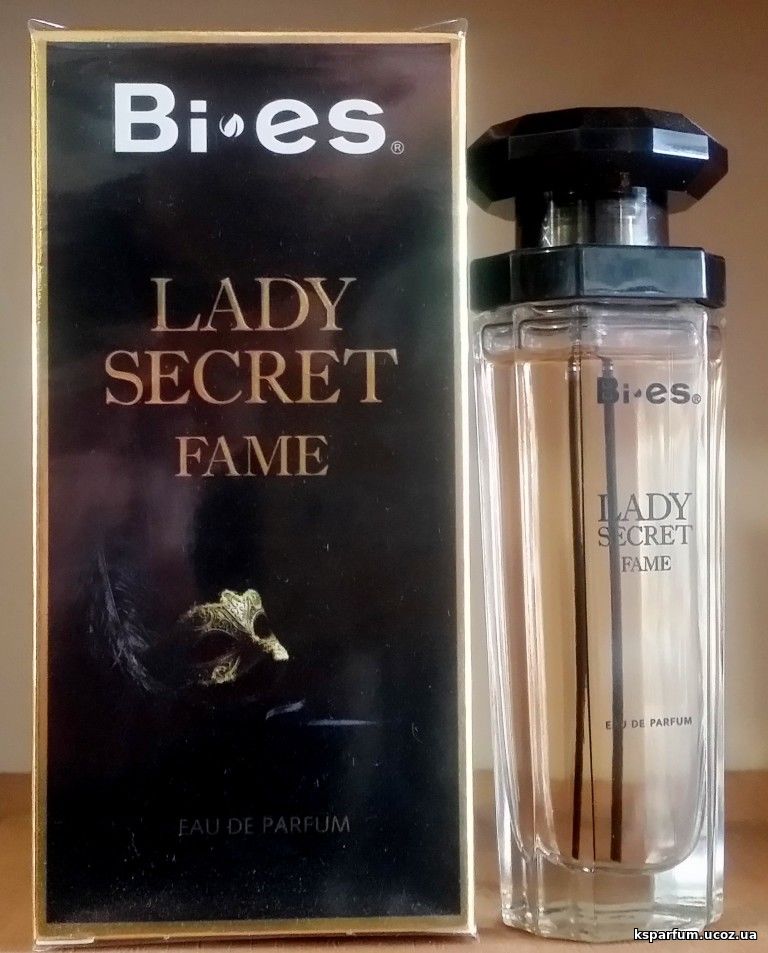 Bi•es®
LADY
SECRET
FAME
EAU DE PARFUM
Bi•es®
LADY
SECRET
FAME
EAU DE PARFUM
ksparfum.ucoz.ua